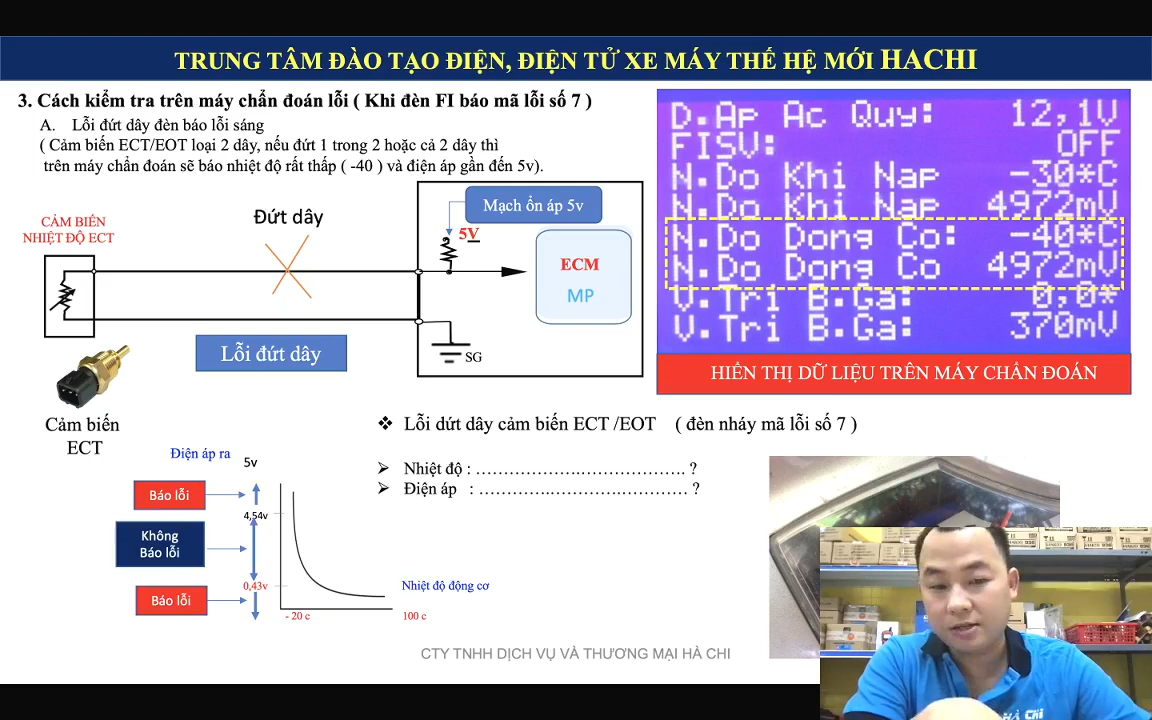 TRUNG TÂM ĐÀO TẠO ĐIỆN, ĐIỆN TỬ XE MÁY THẾ HỆ MỚI HACHI
3. Cách kiểm tra trên máy chẩn đoán lỗi ( Khi đèn FI báo mã lỗi số 7 )
A. Lỗi đứt dây đèn báo lỗi sáng
( Cảm biến ECT/EOT loại 2 dây, nếu đứt 1 trong 2 hoặc cả 2 dây thì
trên máy chẩn đoán sẽ báo nhiệt độ rất thấp ( -40 ) và điện áp gần đến 5v).
CẢM BIẾN
NHIỆT ĐỘ ECT
Đứt dây
Mạch ổn áp 5v
5V
ECM
MP
Lỗi đứt dây
SG
Cảm biến
ECT
D.Ap Ac Quy: 12,1V
FISV: OFF
N.Do Khi Nap -30*C
N.Do Khi Nap 4972mV
N.Do Dong Co: -40*C
N.Do Dong Co 4972mV
V.Tri B.Ga: 0,0*
V.Tri B.Ga: 370mV
HIỂN THỊ DỮ LIỆU TRÊN MÁY CHẨN ĐOÁN
❖ Lỗi dứt dây cảm biến ECT /EOT ( đèn nháy mã lỗi số 7 )
➢ Nhiệt độ : ………………………………. ?
➢ Điện áp : ……………………………… ?
Điện áp ra
5v
Báo lỗi
4,54v
Không
Báo lỗi
0,43v
Báo lỗi
Nhiệt độ động cơ
- 20 c
100 c
CTY TNHH DỊCH VỤ VÀ THƯƠNG MẠI HÀ CHI
HÀ CHI